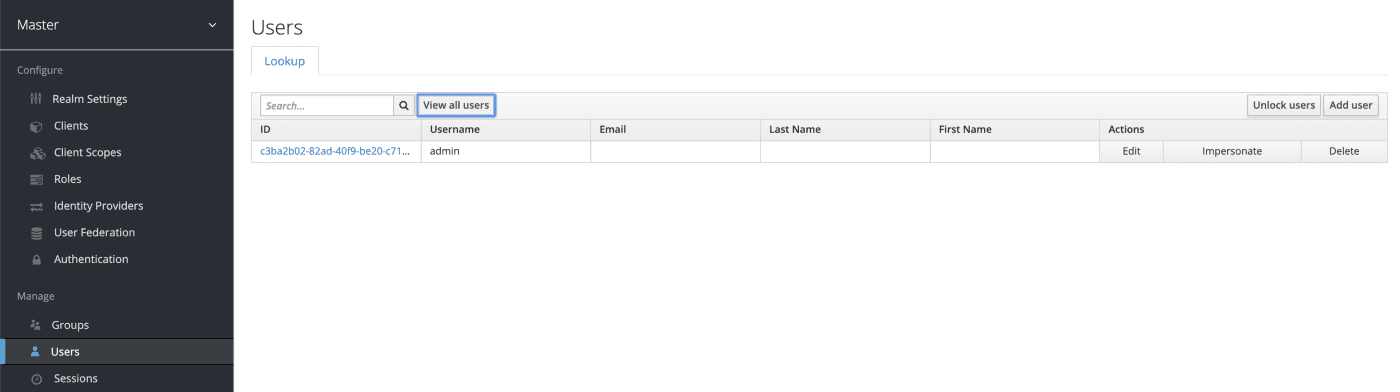 Master
Configure
Realm Settings
Clients
Client Scopes
Roles
Identity Providers
User Federation
Authentication
Manage
Groups
Users
Sessions
Users
Lookup
Search... View all users Unlock users Add user
ID Username Email Last Name First Name Actions
c3ba2b02-82ad-40f9-be20-c71... admin Edit Impersonate Delete